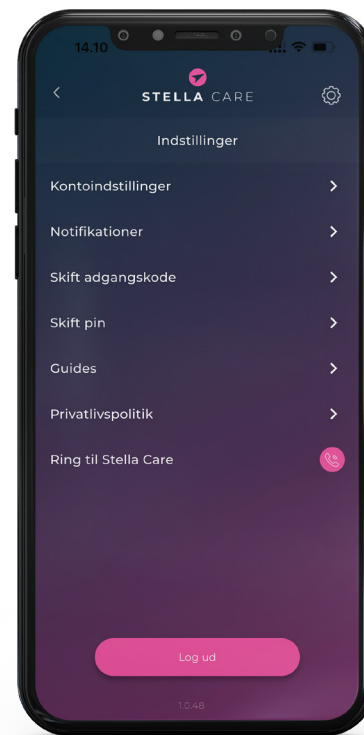 14.10
STELLA CARE
Indstillinger
Kontoindstillinger
Notifikationer
Skift adgangskode
Skift pin
Guides
Privatlivspolitik
Ring til Stella Care
Log ud
1.0.48